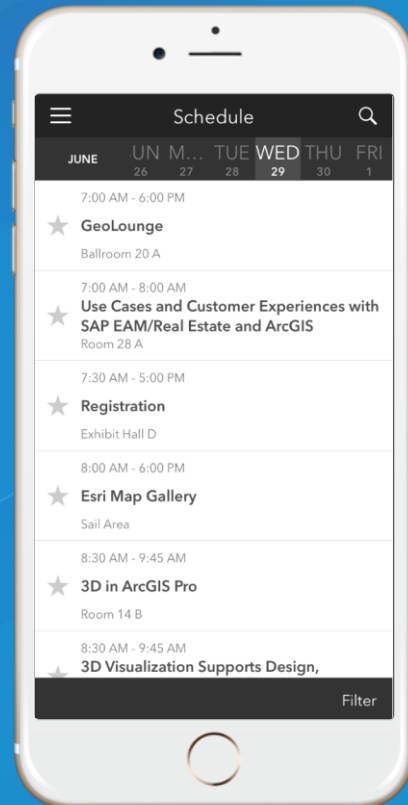 Schedule
JUNE UN M... TUE WED THU FRI
26 27 28 29 30 1
7:00 AM - 6:00 PM
GeoLounge
Ballroom 20 A
7:00 AM - 8:00 AM
Use Cases and Customer Experiences with
SAP EAM/Real Estate and ArcGIS
Room 28 A
7:30 AM - 5:00 PM
Registration
Exhibit Hall D
8:00 AM - 6:00 PM
Esri Map Gallery
Sail Area
8:30 AM - 9:45 AM
3D in ArcGIS Pro
Room 14 B
8:30 AM - 9:45 AM
3D Visualization Supports Design,
Filter